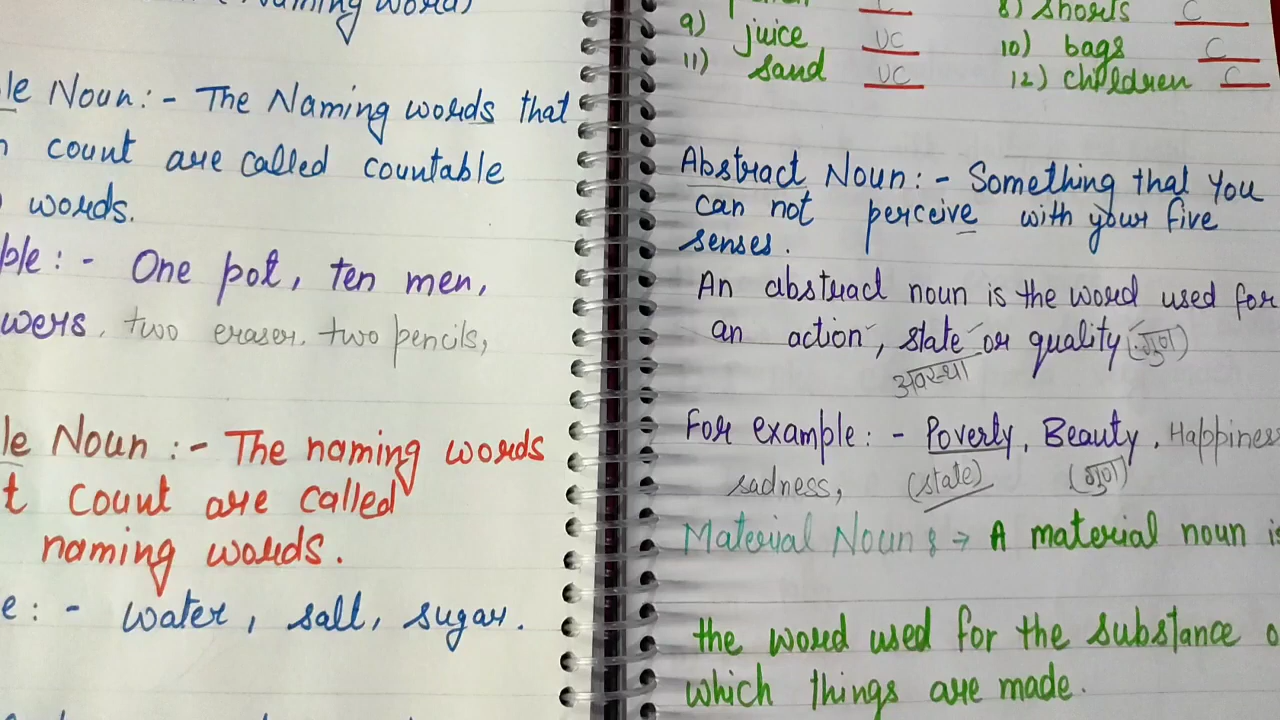 (Naming word)
le Noun:- The Naming words that
count are called countable
words.
ple:- One pot, ten men,
wers, two eraser, two pencils,
le Noun:- The naming words
t count are called
naming words.
e:- water, salt, sugar.
8) shorts C
9) juice UC 10) bags C
11) sand UC 12) children C
Abstract Noun:- Something that You
can not perceive with your five
senses.
An abstract noun is the word used for
an action, state or quality (गुण)
अवस्था
For example:- Poverty, Beauty, Happiness
sadness, (state) (गुण)
Material Noun :→ A material noun is
the word used for the substance o
which things are made.